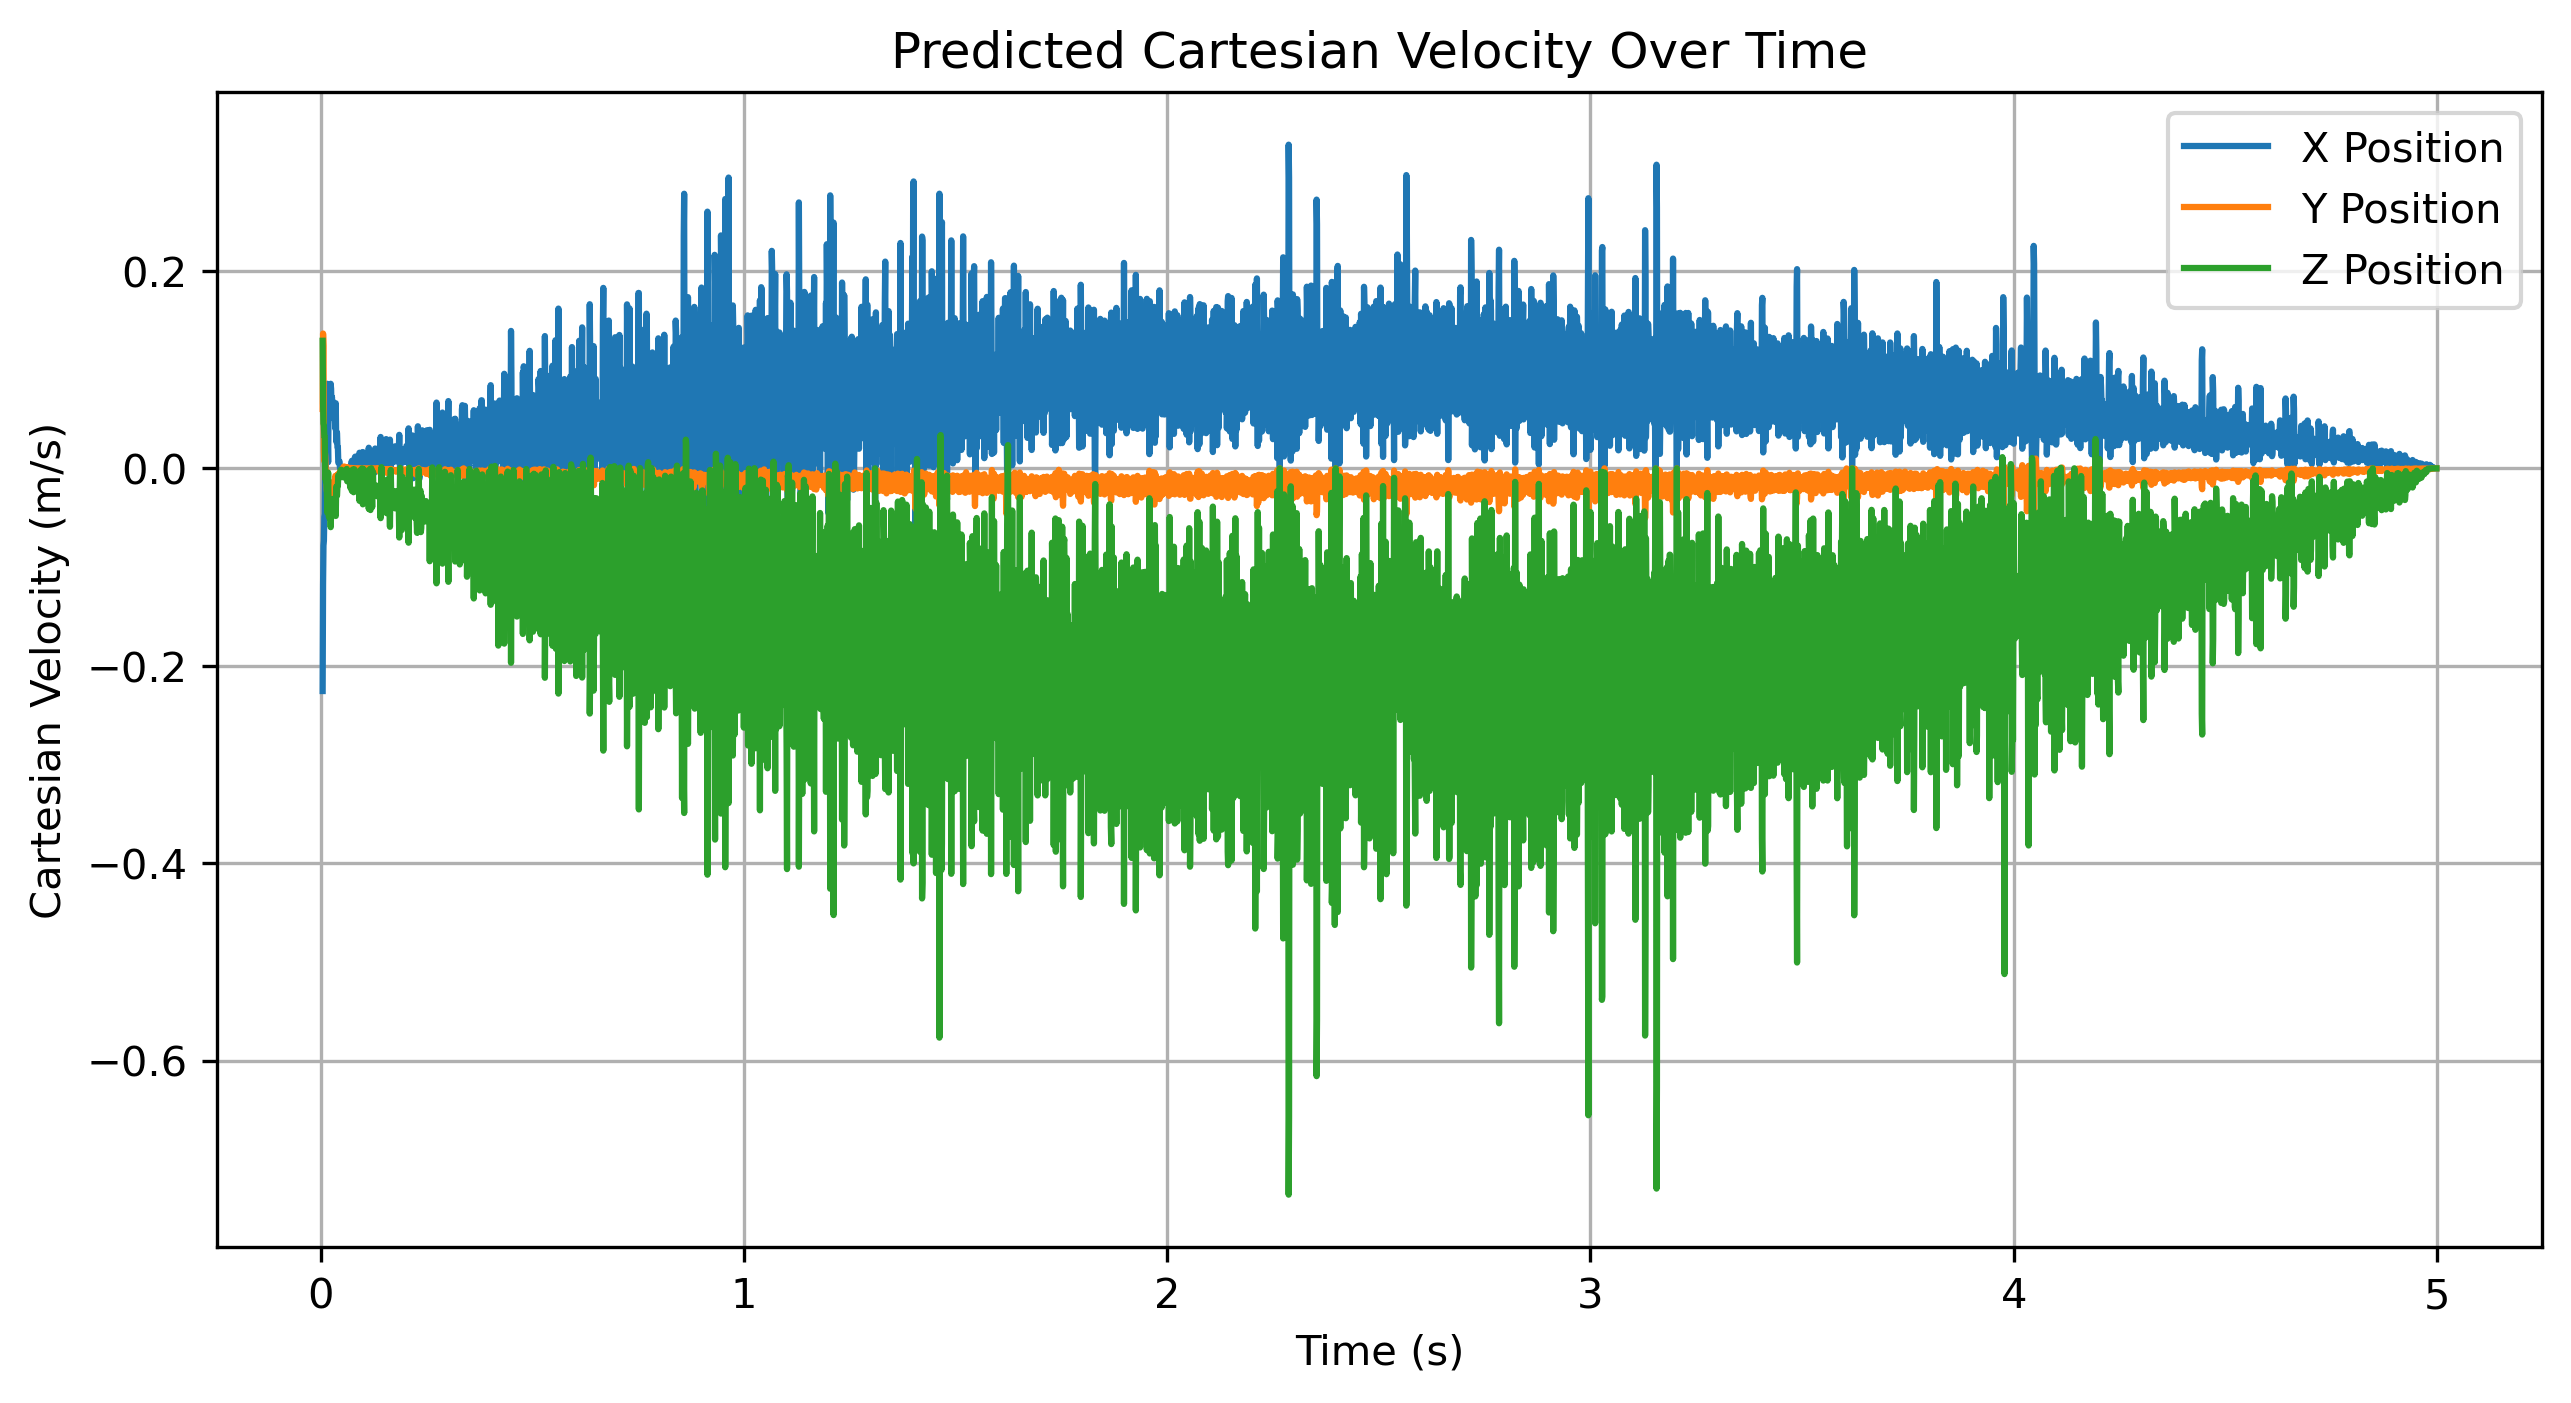 Predicted Cartesian Velocity Over Time
X Position
Y Position
Z Position
Cartesian Velocity (m/s)
0.2
0.0
−0.2
−0.4
−0.6
0 1 2 3 4 5
Time (s)